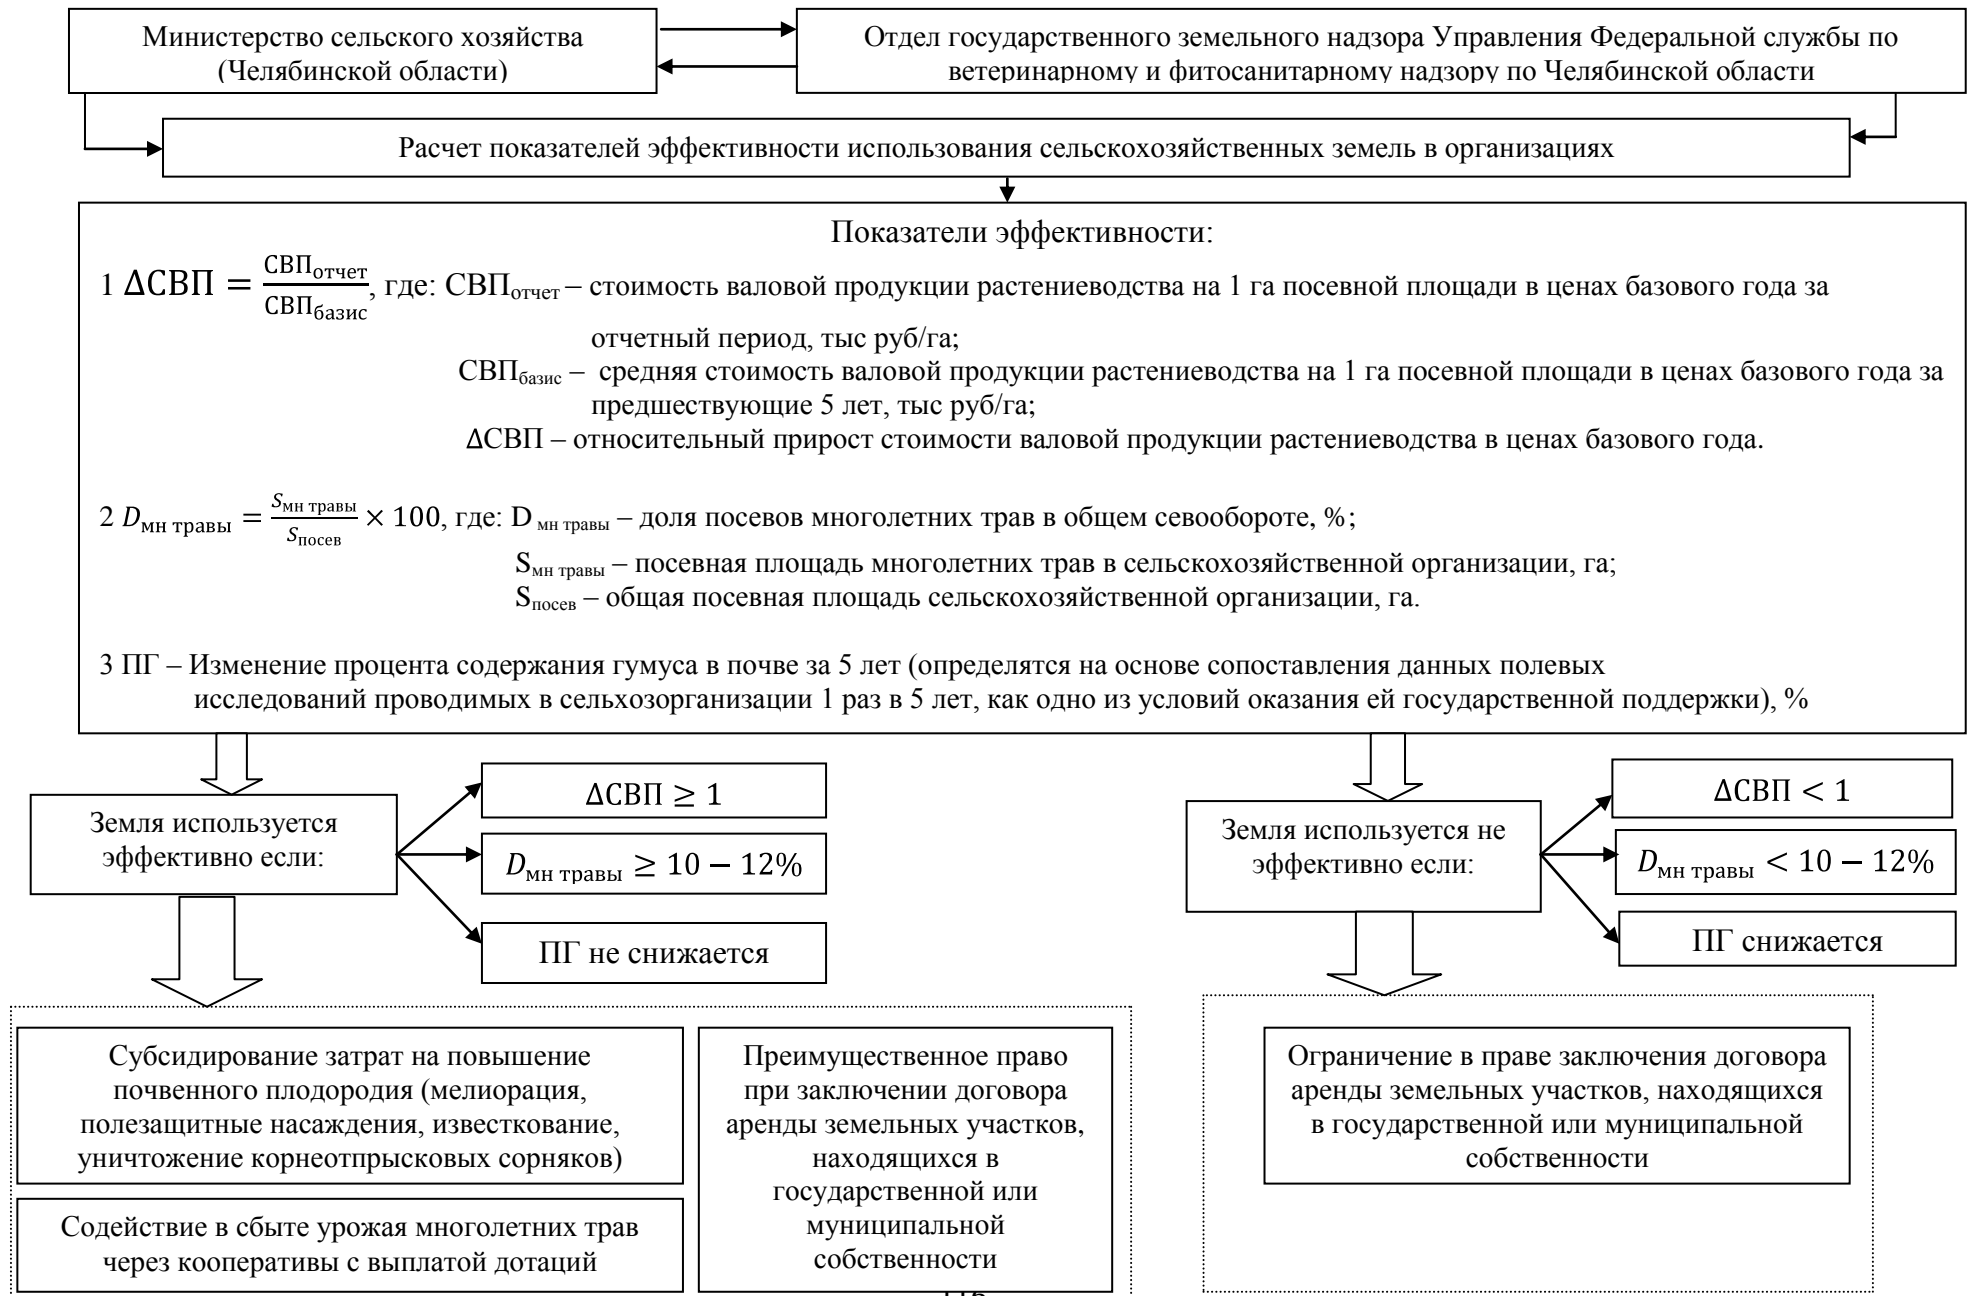 Министерство сельского хозяйства
(Челябинской области)
Отдел государственного земельного надзора Управления Федеральной службы по
ветеринарному и фитосанитарному надзору по Челябинской области
Расчет показателей эффективности использования сельскохозяйственных земель в организациях
Показатели эффективности:
1 ΔСВП = СВПотчет/СВПбазис, где: СВПотчет – стоимость валовой продукции растениеводства на 1 га посевной площади в ценах базового года за
отчетный период, тыс руб/га;
СВПбазис – средняя стоимость валовой продукции растениеводства на 1 га посевной площади в ценах базового года за
предшествующие 5 лет, тыс руб/га;
ΔСВП – относительный прирост стоимости валовой продукции растениеводства в ценах базового года.
2 Dмн травы = Sмн травы/Sпосев × 100, где: D мн травы – доля посевов многолетних трав в общем севообороте, %;
Sмн травы – посевная площадь многолетних трав в сельскохозяйственной организации, га;
Sпосев – общая посевная площадь сельскохозяйственной организации, га.
3 ПГ – Изменение процента содержания гумуса в почве за 5 лет (определятся на основе сопоставления данных полевых
исследований проводимых в сельхозорганизации 1 раз в 5 лет, как одно из условий оказания ей государственной поддержки), %
Земля используется
эффективно если:
ΔСВП ≥ 1
Dмн травы ≥ 10 − 12%
ПГ не снижается
Земля используется не
эффективно если:
ΔСВП < 1
Dмн травы < 10 − 12%
ПГ снижается
Субсидирование затрат на повышение
почвенного плодородия (мелиорация,
полезащитные насаждения, известкование,
уничтожение корнеотпрысковых сорняков)
Содействие в сбыте урожая многолетних трав
через кооперативы с выплатой дотаций
Преимущественное право
при заключении договора
аренды земельных участков,
находящихся в
государственной или
муниципальной
собственности
Ограничение в праве заключения договора
аренды земельных участков, находящихся
в государственной или муниципальной
собственности